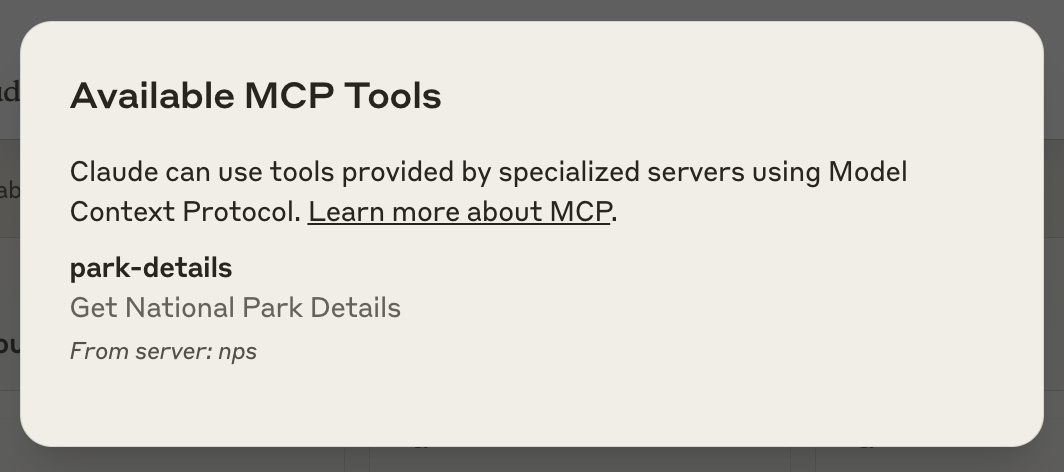 Available MCP Tools
Claude can use tools provided by specialized servers using Model
Context Protocol. Learn more about MCP.
park-details
Get National Park Details
From server: nps